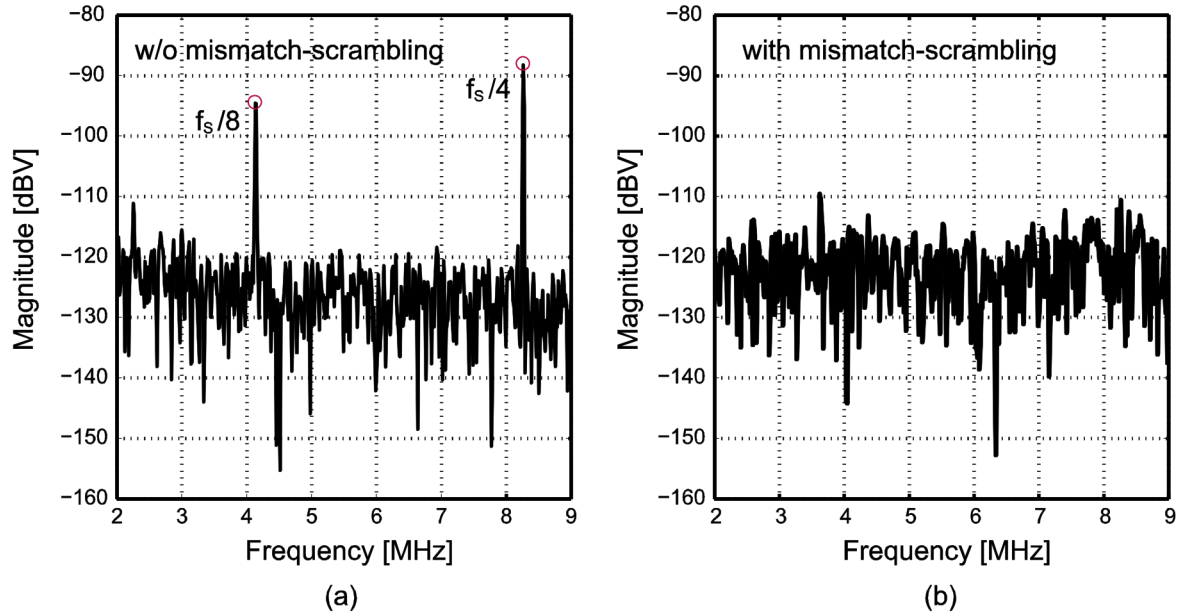 w/o mismatch-scrambling
f_S/8
f_S/4
−80
−90
−100
−110
−120
−130
−140
−150
−160
Magnitude [dBV]
2 3 4 5 6 7 8 9
Frequency [MHz]
(a)
with mismatch-scrambling
−80
−90
−100
−110
−120
−130
−140
−150
−160
Magnitude [dBV]
2 3 4 5 6 7 8 9
Frequency [MHz]
(b)